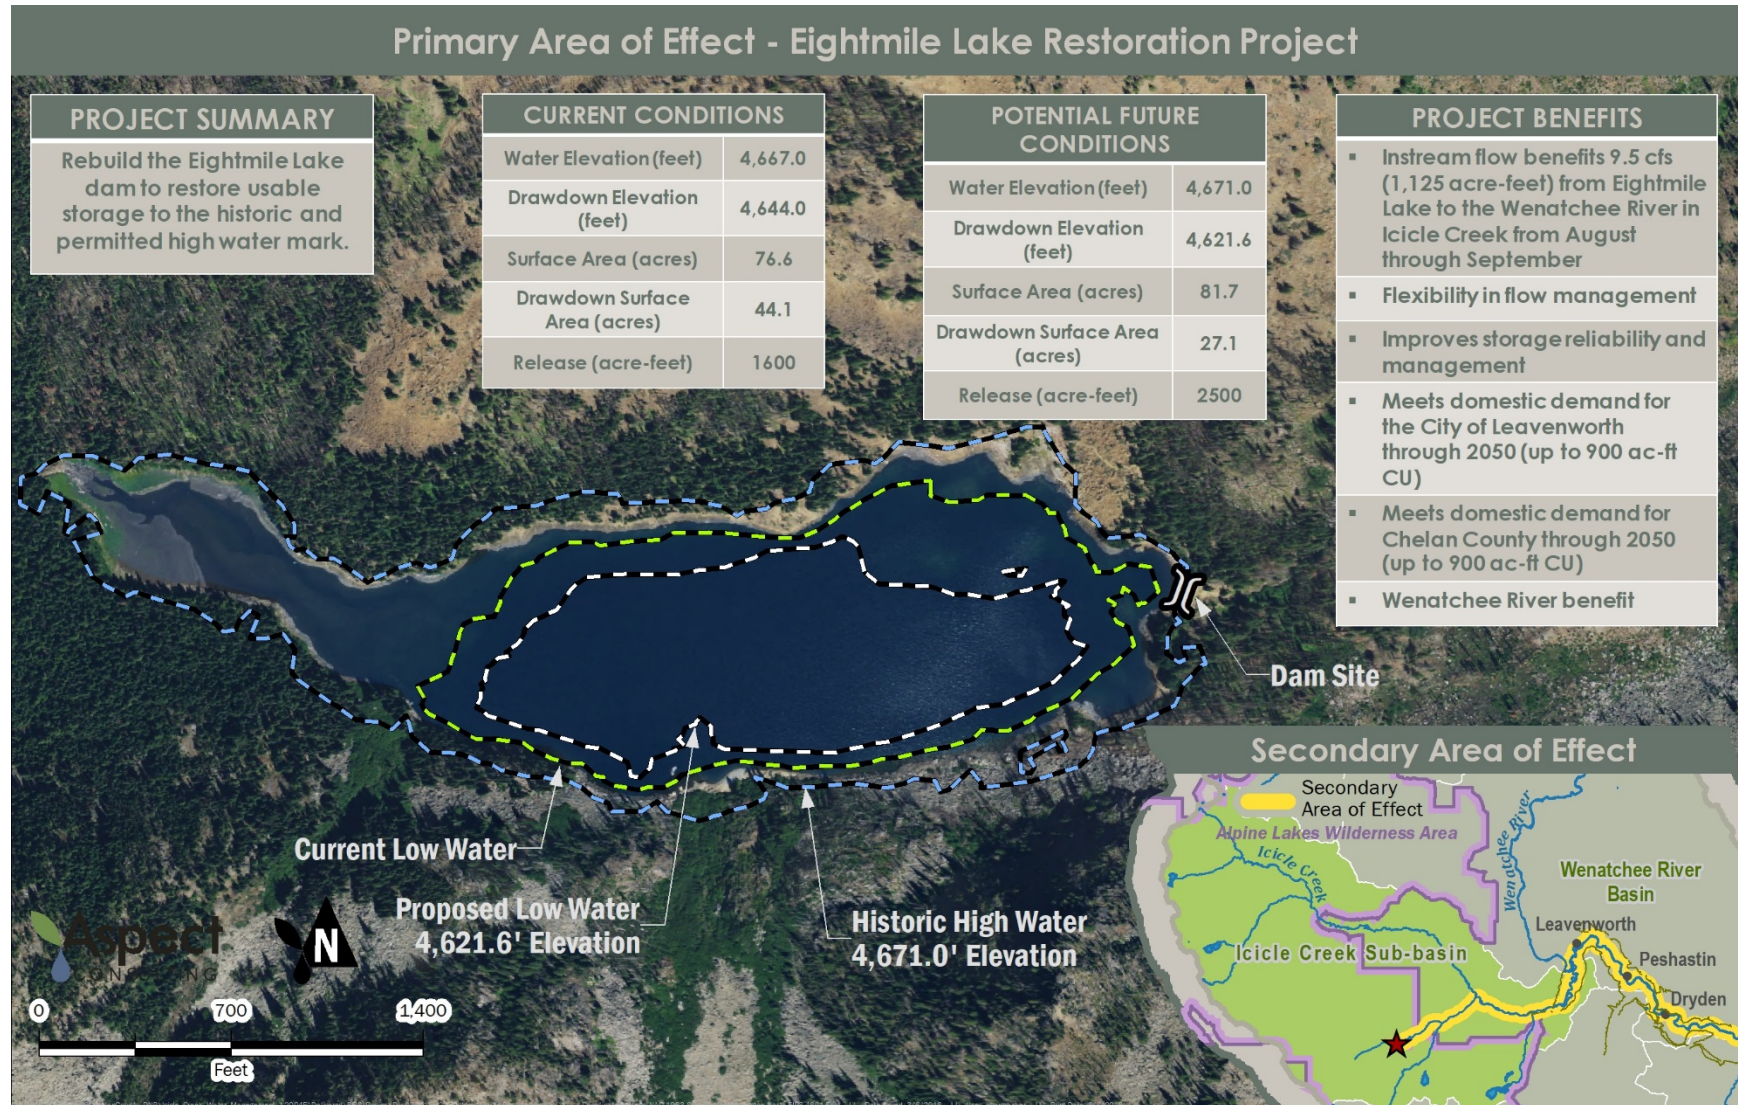 Primary Area of Effect - Eightmile Lake Restoration Project
PROJECT SUMMARY
Rebuild the Eightmile Lake
dam to restore usable
storage to the historic and
permitted high water mark.
CURRENT CONDITIONS
Water Elevation (feet) 4,667.0
Drawdown Elevation
(feet) 4,644.0
Surface Area (acres) 76.6
Drawdown Surface
Area (acres) 44.1
Release (acre-feet) 1600
POTENTIAL FUTURE
CONDITIONS
Water Elevation (feet) 4,671.0
Drawdown Elevation
(feet) 4,621.6
Surface Area (acres) 81.7
Drawdown Surface Area
(acres) 27.1
Release (acre-feet) 2500
PROJECT BENEFITS
▪ Instream flow benefits 9.5 cfs
(1,125 acre-feet) from Eightmile
Lake to the Wenatchee River in
Icicle Creek from August
through September
▪ Flexibility in flow management
▪ Improves storage reliability and
management
▪ Meets domestic demand for
the City of Leavenworth
through 2050 (up to 900 ac-ft
CU)
▪ Meets domestic demand for
Chelan County through 2050
(up to 900 ac-ft CU)
▪ Wenatchee River benefit
Dam Site
Current Low Water
Proposed Low Water
4,621.6' Elevation
Historic High Water
4,671.0' Elevation
Aspect
CONSULTING
N
0 700 1,400
Feet
Secondary Area of Effect
Secondary
Area of Effect
Alpine Lakes Wilderness Area
Icicle Creek
Wenatchee River
Wenatchee River
Basin
Leavenworth
Icicle Creek Sub-basin
Peshastin
Dryden